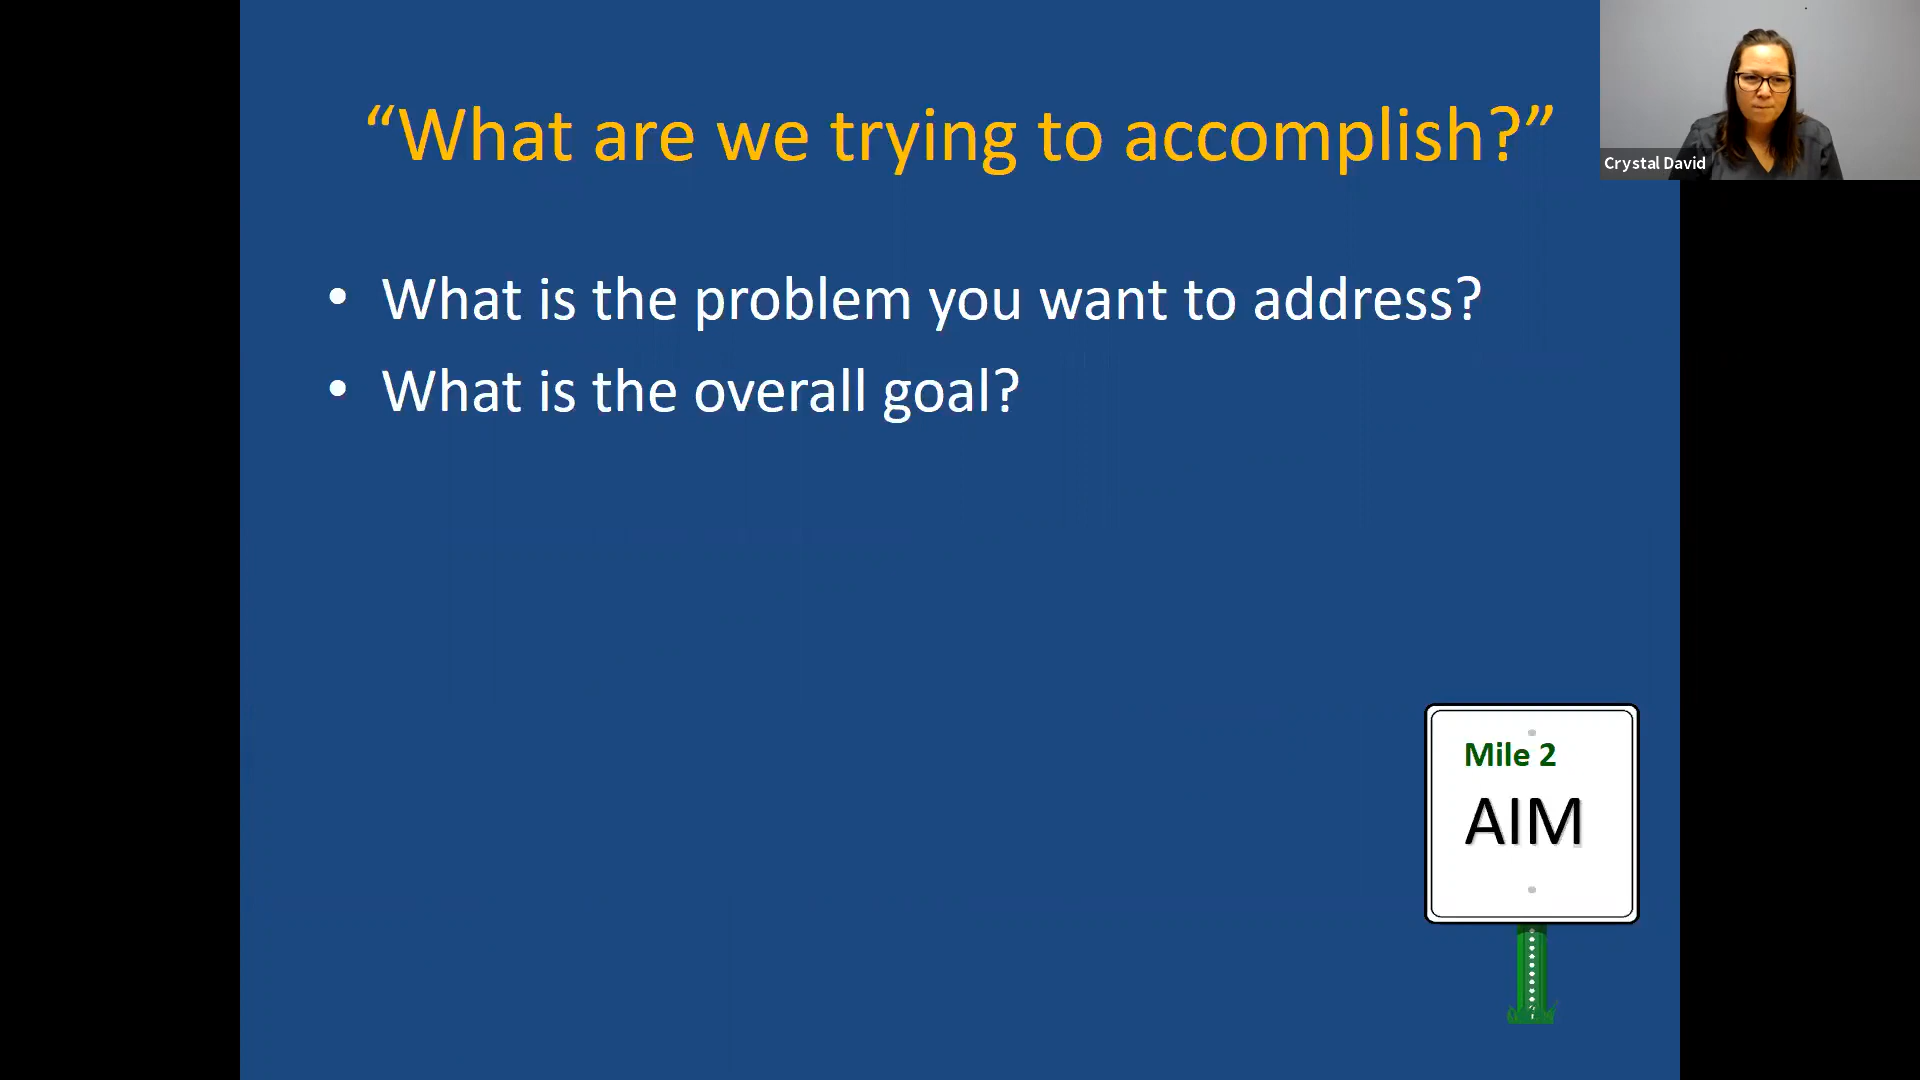 “What are we trying to accomplish?”
Crystal David
• What is the problem you want to address?
• What is the overall goal?
Mile 2
AIM